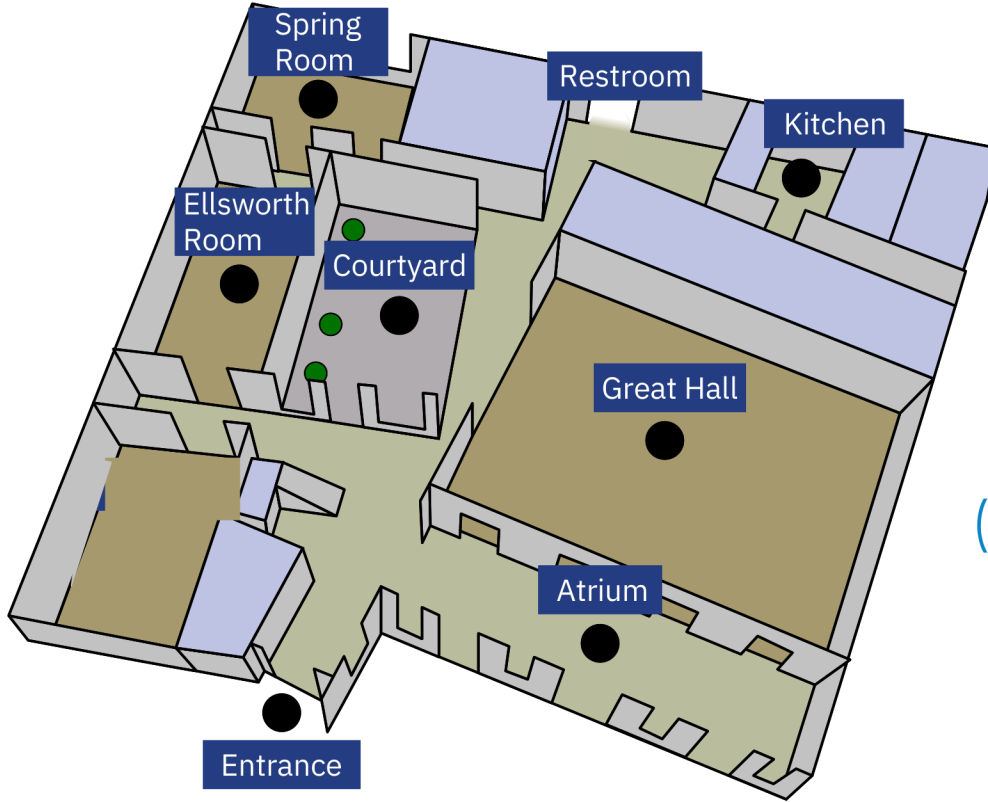 Spring
Room
Restroom
Kitchen
Ellsworth
Room
Courtyard
Great Hall
(
Atrium
Entrance